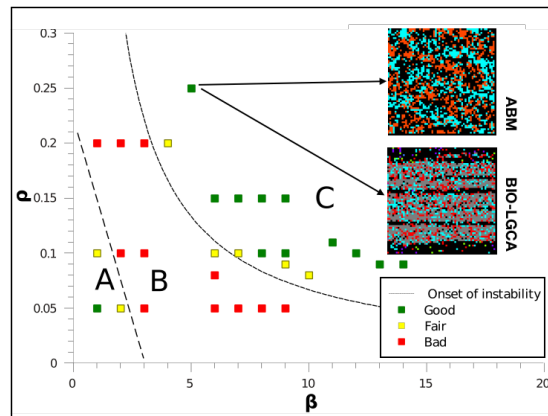 0.3
0.25
0.2
0.15
0.1
0.05
0
ρ
0
5
10
15
20
β
A
B
C
ABM
BIO-LGCA
Onset of instability
Good
Fair
Bad